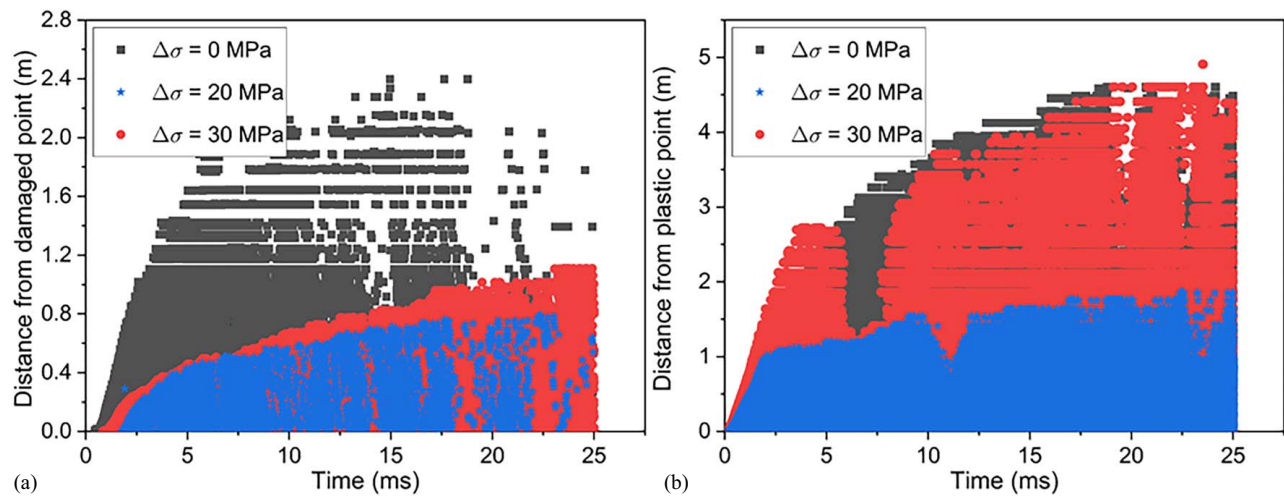 Distance from damaged point (m)
2.8
2.4
2.0
1.6
1.2
0.8
0.4
0.0
Δσ = 0 MPa
Δσ = 20 MPa
Δσ = 30 MPa
0 5 10 15 20 25
Time (ms)
(a)
Distance from plastic point (m)
5
4
3
2
1
0
Δσ = 0 MPa
Δσ = 20 MPa
Δσ = 30 MPa
0 5 10 15 20 25
Time (ms)
(b)